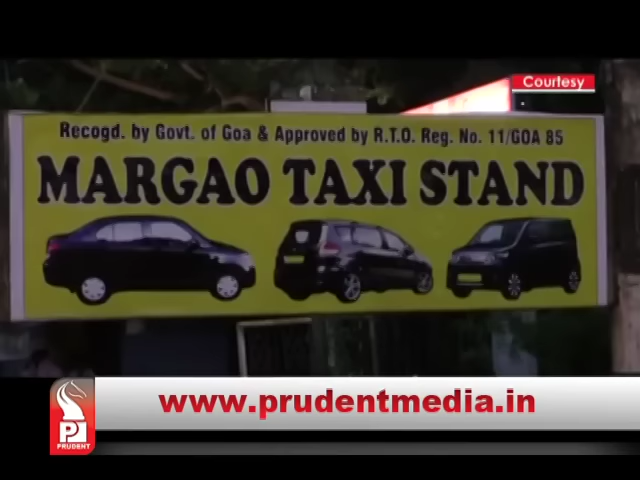 Courtesy
Recogd. by Govt. of Goa & Approved by R.T.O. Reg. No. 11/GOA 85
MARGAO TAXI STAND
www.prudentmedia.in
P
PRUDENT